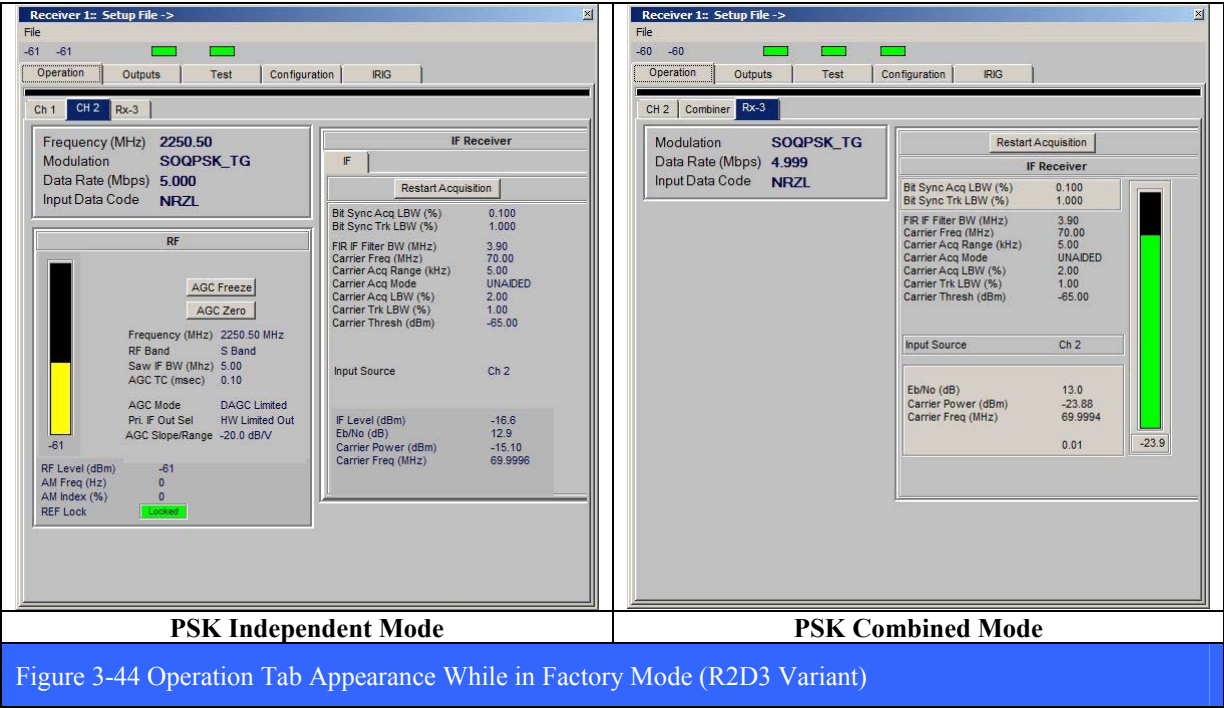 Receiver 1:: Setup File ->
File
-61 -61
Operation Outputs Test Configuration IRIG
Ch 1 CH 2 Rx-3
Frequency (MHz) 2250.50
Modulation SOQPSK_TG
Data Rate (Mbps) 5.000
Input Data Code NRZL
RF
AGC Freeze
AGC Zero
Frequency (MHz) 2250.50 MHz
RF Band S Band
Saw IF BW (Mhz) 5.00
AGC TC (msec) 0.10
AGC Mode DAGC Limited
Pri. IF Out Sel HW Limited Out
AGC Slope/Range -20.0 dB/V
-61
RF Level (dBm) -61
AM Freq (Hz) 0
AM Index (%) 0
REF Lock Locked
IF Receiver
IF
Restart Acquisition
Bit Sync Acq LBW (%) 0.100
Bit Sync Trk LBW (%) 1.000
FIR IF Filter BW (MHz) 3.90
Carrier Freq (MHz) 70.00
Carrier Acq Range (kHz) 5.00
Carrier Acq Mode UNAIDED
Carrier Acq LBW (%) 2.00
Carrier Trk LBW (%) 1.00
Carrier Thresh (dBm) -65.00
Input Source Ch 2
IF Level (dBm) -16.6
Eb/No (dB) 12.9
Carrier Power (dBm) -15.10
Carrier Freq (MHz) 69.9996
PSK Independent Mode
Receiver 1:: Setup File ->
File
-60 -60
Operation Outputs Test Configuration IRIG
CH 2 Combiner Rx-3
Modulation SOQPSK_TG
Data Rate (Mbps) 4.999
Input Data Code NRZL
Restart Acquisition
IF Receiver
Bit Sync Acq LBW (%) 0.100
Bit Sync Trk LBW (%) 1.000
FIR IF Filter BW (MHz) 3.90
Carrier Freq (MHz) 70.00
Carrier Acq Range (kHz) 5.00
Carrier Acq Mode UNAIDED
Carrier Acq LBW (%) 2.00
Carrier Trk LBW (%) 1.00
Carrier Thresh (dBm) -65.00
Input Source Ch 2
Eb/No (dB) 13.0
Carrier Power (dBm) -23.88
Carrier Freq (MHz) 69.9994
0.01
-23.9
PSK Combined Mode
Figure 3-44 Operation Tab Appearance While in Factory Mode (R2D3 Variant)